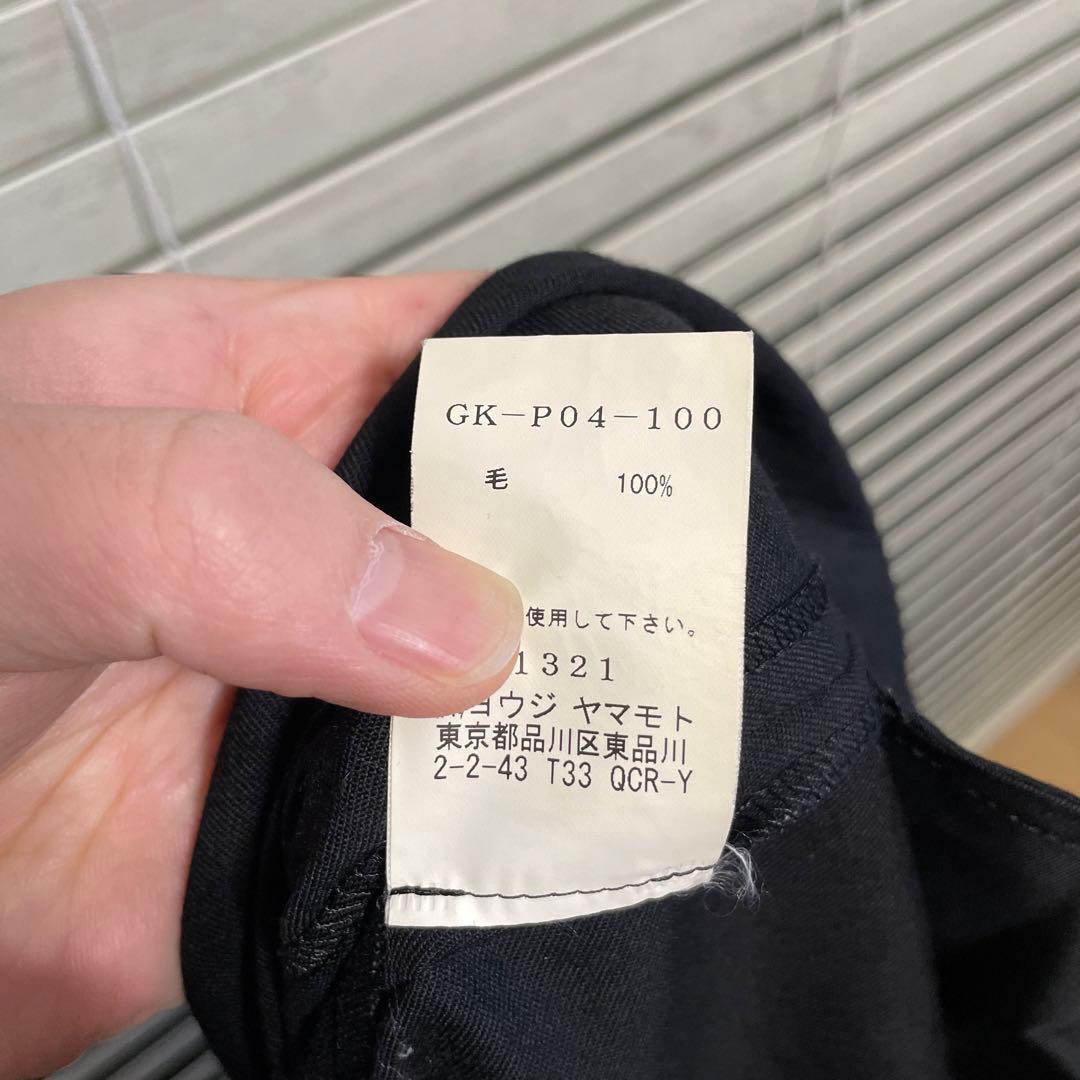 GK-P04-100
毛 100%
使用して下さい。
1321
ヨウジ ヤマモト
東京都品川区東品川
2-2-43 T33 QCR-Y